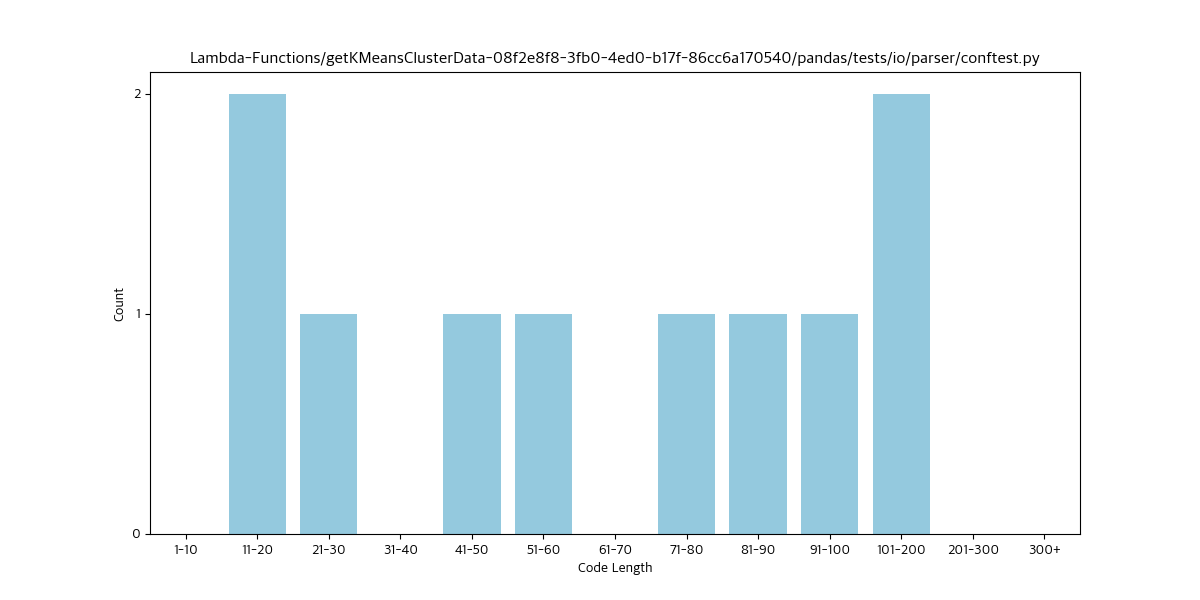 Lambda-Functions/getKMeansClusterData-08f2e8f8-3fb0-4ed0-b17f-86cc6a170540/pandas/tests/io/parser/conftest.py
2
1
0
Count
1-10 11-20 21-30 31-40 41-50 51-60 61-70 71-80 81-90 91-100 101-200 201-300 300+
Code Length